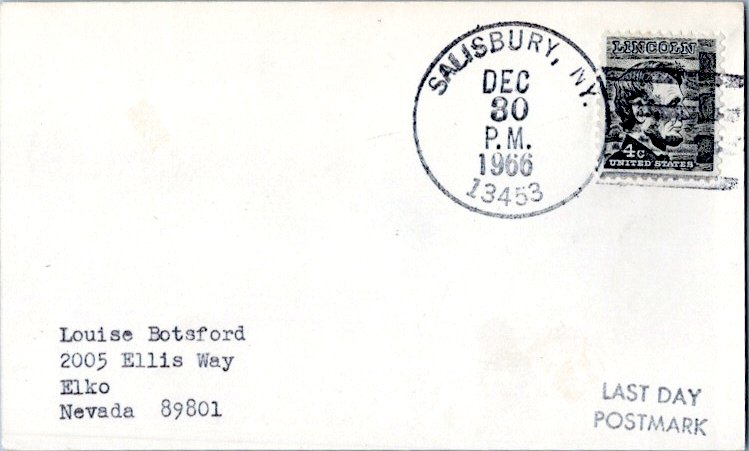 SALISBURY, NY.
DEC
30
P.M.
1966
13453
LINCOLN
4c
UNITED STATES
Louise Botsford
2005 Ellis Way
Elko
Nevada 89801
LAST DAY
POSTMARK